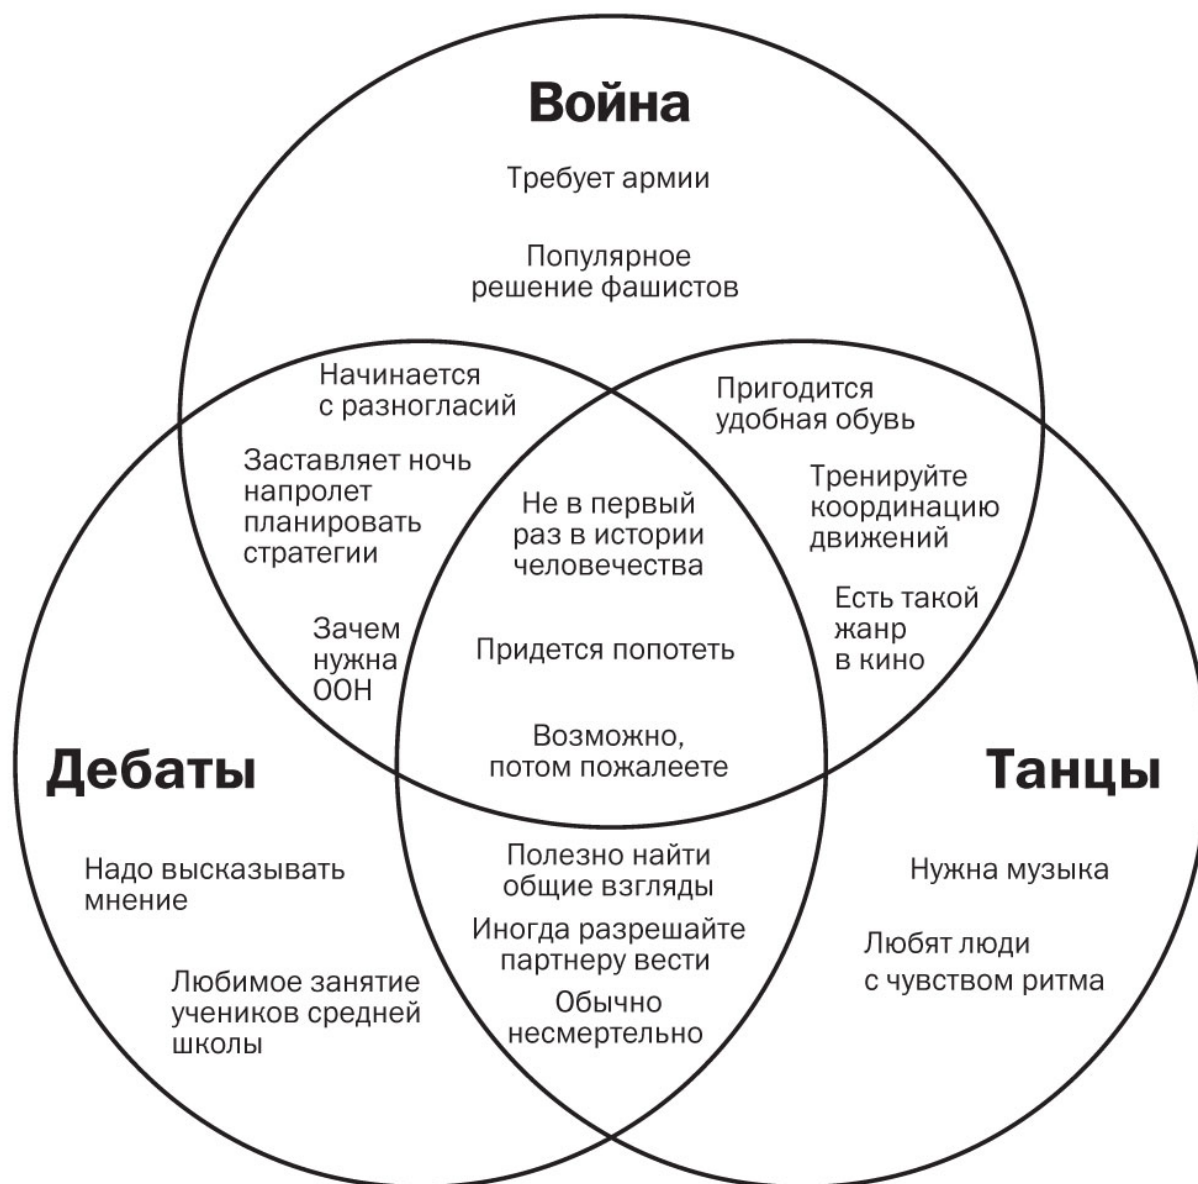 Война
Требует армии
Популярное
решение фашистов
Начинается
с разногласий
Заставляет ночь
напролет
планировать
стратегии
Зачем
нужна
ООН
Не в первый
раз в истории
человечества
Придется попотеть
Возможно,
потом пожалеете
Пригодится
удобная обувь
Тренируйте
координацию
движений
Есть такой
жанр
в кино
Дебаты
Надо высказывать
мнение
Любимое занятие
учеников средней
школы
Полезно найти
общие взгляды
Иногда разрешайте
партнеру вести
Обычно
несмертельно
Танцы
Нужна музыка
Любят люди
с чувством ритма